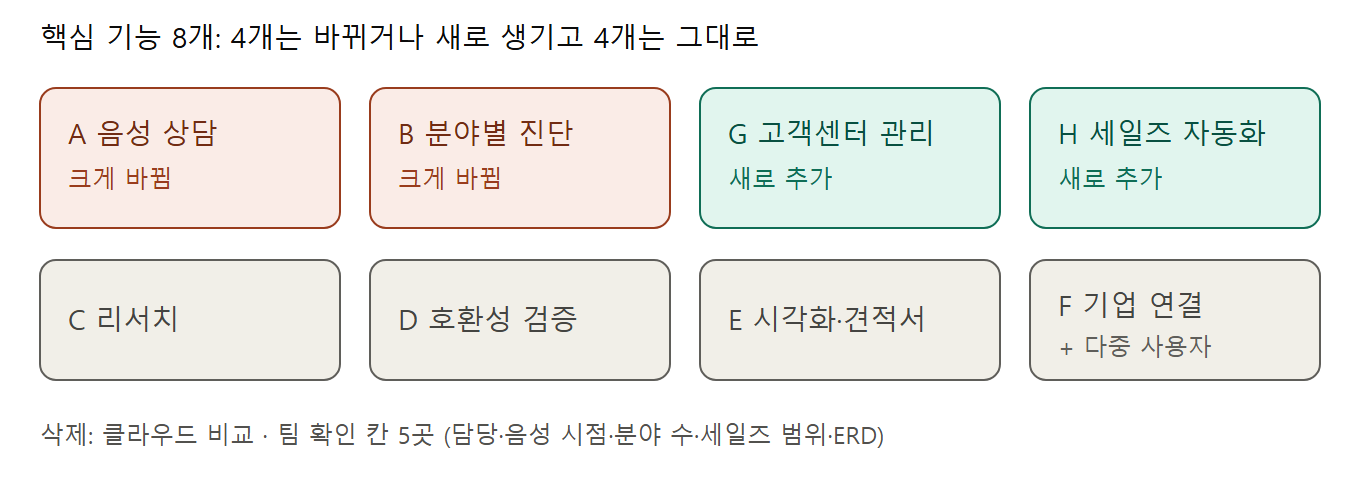 핵심 기능 8개: 4개는 바뀌거나 새로 생기고 4개는 그대로
A 음성 상담
크게 바뀜
B 분야별 진단
크게 바뀜
G 고객센터 관리
새로 추가
H 세일즈 자동화
새로 추가
C 리서치
D 호환성 검증
E 시각화·견적서
F 기업 연결
+ 다중 사용자
삭제: 클라우드 비교 · 팀 확인 칸 5곳 (담당·음성 시점·분야 수·세일즈 범위·ERD)